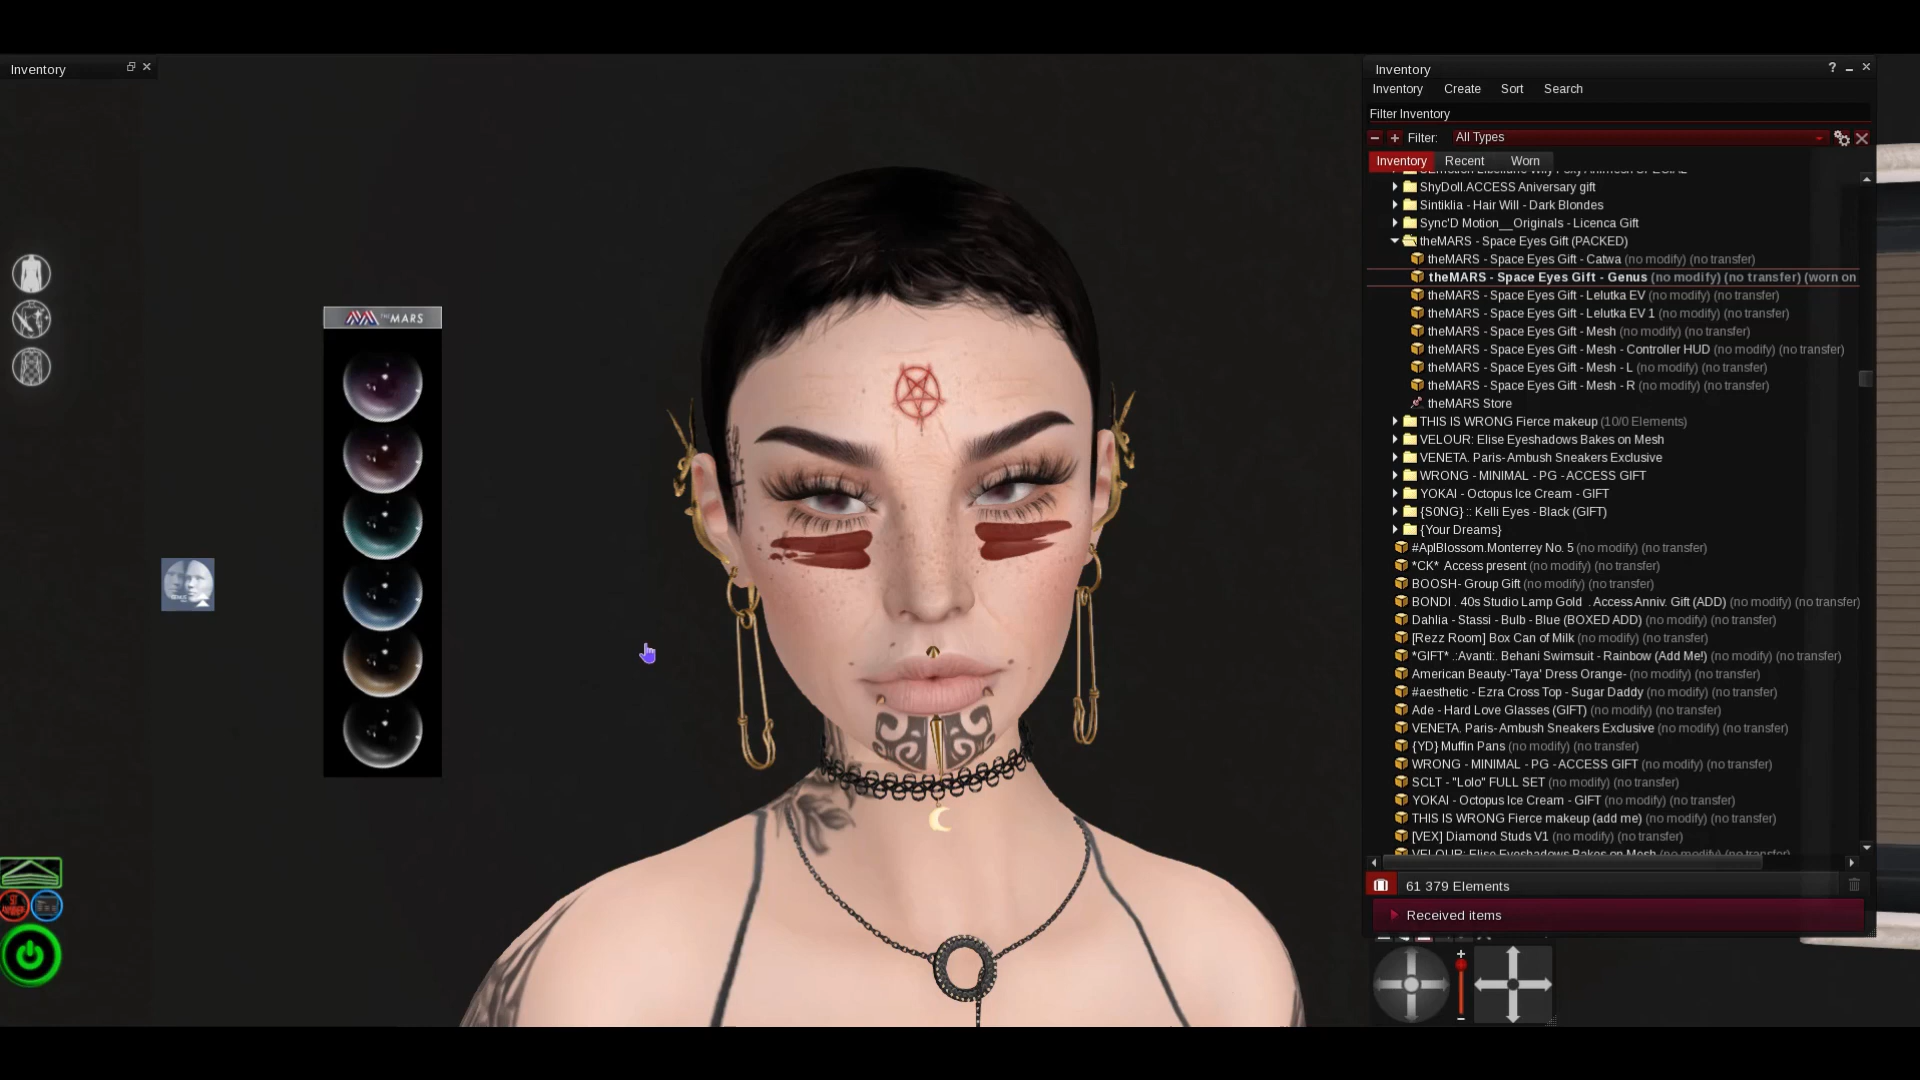 Inventory
THE MARS
Inventory
Inventory Create Sort Search
Filter Inventory
Filter: All Types
Inventory Recent Worn
ShyDoll.ACCESS Aniversary gift
Sintiklia - Hair Will - Dark Blondes
Sync'D Motion__Originals - Licenca Gift
theMARS - Space Eyes Gift (PACKED)
theMARS - Space Eyes Gift - Catwa (no modify) (no transfer)
theMARS - Space Eyes Gift - Genus (no modify) (no transfer) (worn on
theMARS - Space Eyes Gift - Lelutka EV (no modify) (no transfer)
theMARS - Space Eyes Gift - Lelutka EV 1 (no modify) (no transfer)
theMARS - Space Eyes Gift - Mesh (no modify) (no transfer)
theMARS - Space Eyes Gift - Mesh - Controller HUD (no modify) (no transfer)
theMARS - Space Eyes Gift - Mesh - L (no modify) (no transfer)
theMARS - Space Eyes Gift - Mesh - R (no modify) (no transfer)
theMARS Store
THIS IS WRONG Fierce makeup (10/0 Elements)
VELOUR: Elise Eyeshadows Bakes on Mesh
VENETA. Paris- Ambush Sneakers Exclusive
WRONG - MINIMAL - PG - ACCESS GIFT
YOKAI - Octopus Ice Cream - GIFT
{S0NG} :: Kelli Eyes - Black (GIFT)
{Your Dreams}
#AplBlossom.Monterrey No. 5 (no modify) (no transfer)
*CK* Access present (no modify) (no transfer)
BOOSH- Group Gift (no modify) (no transfer)
BONDI . 40s Studio Lamp Gold . Access Anniv. Gift (ADD) (no modify) (no transfer)
Dahlia - Stassi - Bulb - Blue (BOXED ADD) (no modify) (no transfer)
[Rezz Room] Box Can of Milk (no modify) (no transfer)
*GIFT* .:Avanti:. Behani Swimsuit - Rainbow (Add Me!) (no modify) (no transfer)
American Beauty-'Taya' Dress Orange- (no modify) (no transfer)
#aesthetic - Ezra Cross Top - Sugar Daddy (no modify) (no transfer)
Ade - Hard Love Glasses (GIFT) (no modify) (no transfer)
VENETA. Paris- Ambush Sneakers Exclusive (no modify) (no transfer)
{YD} Muffin Pans (no modify) (no transfer)
WRONG - MINIMAL - PG - ACCESS GIFT (no modify) (no transfer)
SCLT - "Lolo" FULL SET (no modify) (no transfer)
YOKAI - Octopus Ice Cream - GIFT (no modify) (no transfer)
THIS IS WRONG Fierce makeup (add me) (no modify) (no transfer)
[VEX] Diamond Studs V1 (no modify) (no transfer)
VELOUR: Elise Eyeshadows Bakes on Mesh (no modify) (no transfer)
61 379 Elements
Received items